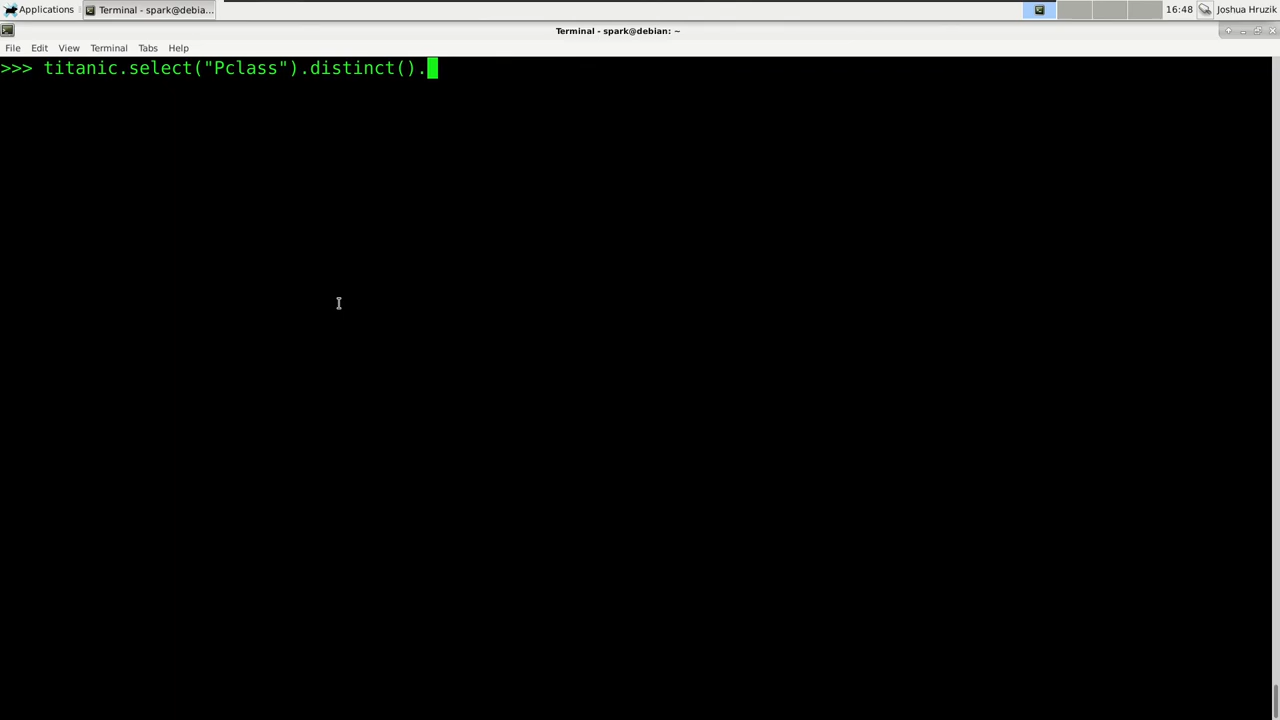 Applications
Terminal - spark@debia...
16:48
Joshua Hruzik
Terminal - spark@debian: ~
File Edit View Terminal Tabs Help
>>> titanic.select("Pclass").distinct().